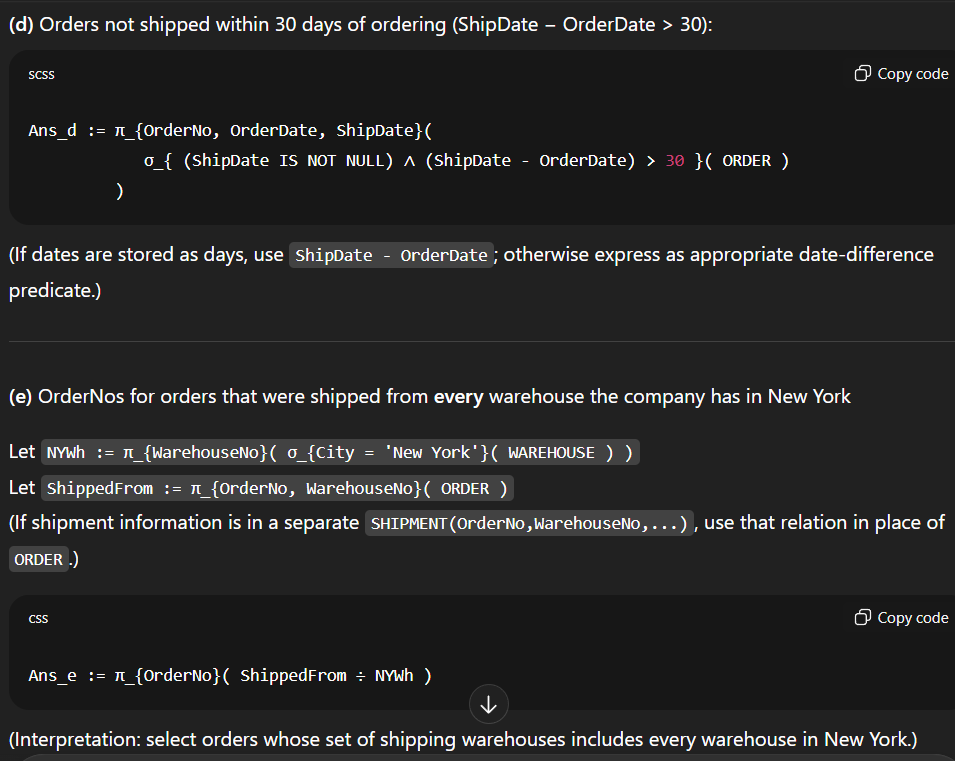 (d) Orders not shipped within 30 days of ordering (ShipDate – OrderDate > 30):
scss
Copy code
Ans_d := π_{OrderNo, OrderDate, ShipDate}(
σ_{ (ShipDate IS NOT NULL) ∧ (ShipDate - OrderDate) > 30 }( ORDER )
)
(If dates are stored as days, use ShipDate - OrderDate; otherwise express as appropriate date-difference
predicate.)
(e) OrderNos for orders that were shipped from every warehouse the company has in New York
Let NYWh := π_{WarehouseNo}( σ_{City = 'New York'}( WAREHOUSE ) )
Let ShippedFrom := π_{OrderNo, WarehouseNo}( ORDER )
(If shipment information is in a separate SHIPMENT(OrderNo,WarehouseNo,...), use that relation in place of
ORDER.)
css
Copy code
Ans_e := π_{OrderNo}( ShippedFrom ÷ NYWh )
(Interpretation: select orders whose set of shipping warehouses includes every warehouse in New York.)